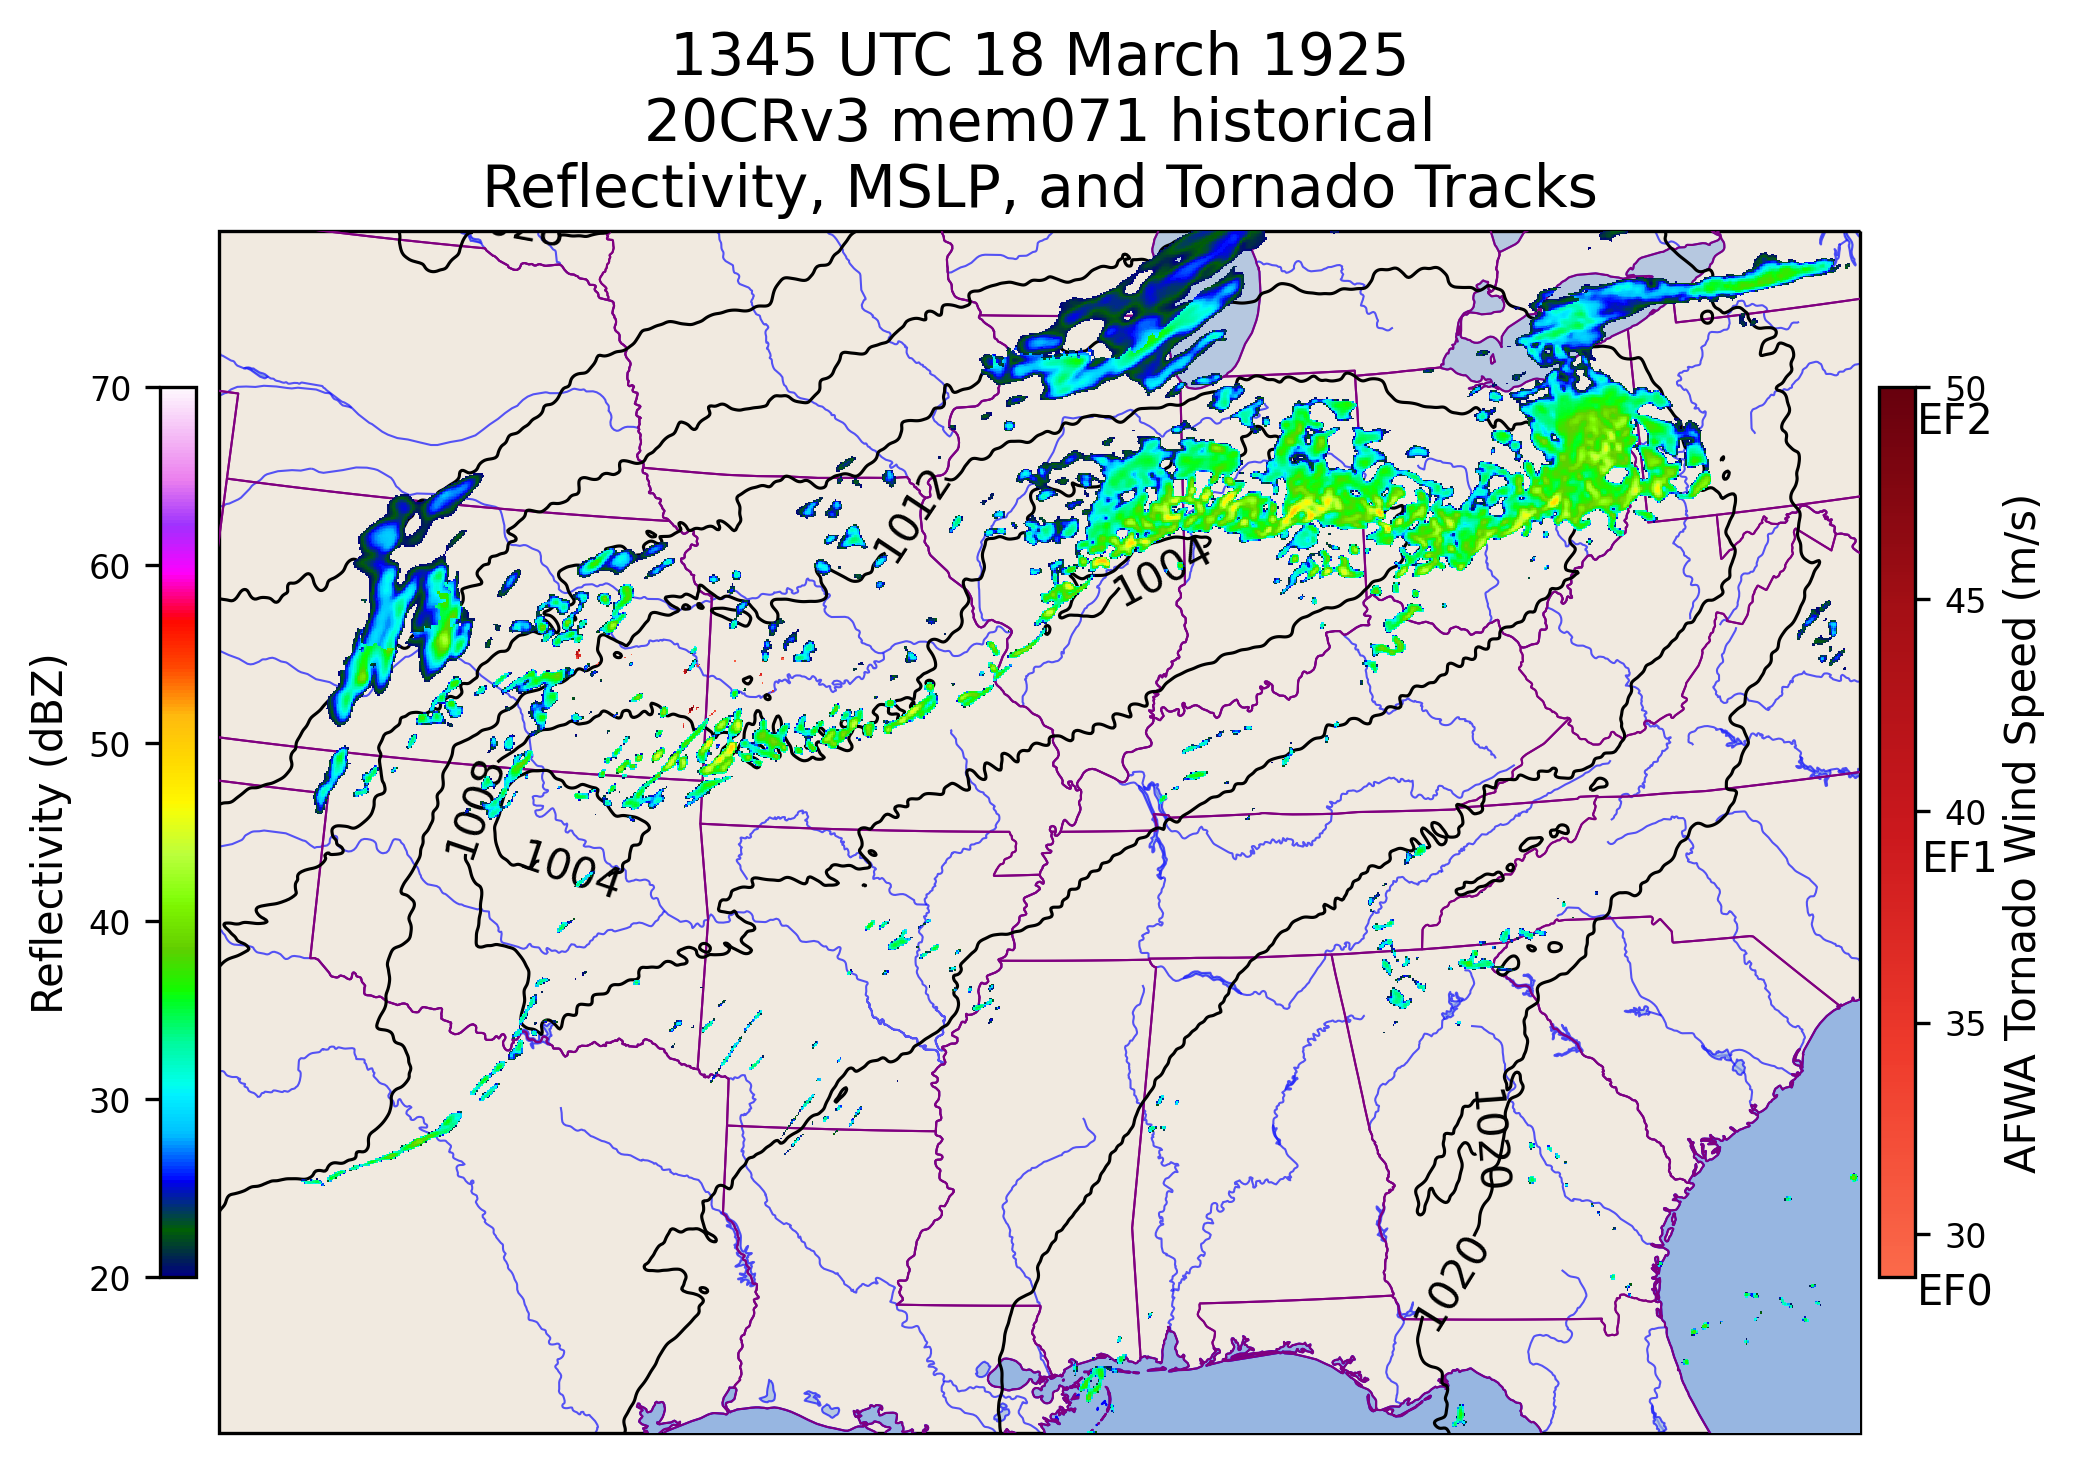 1345 UTC 18 March 1925
20CRv3 mem071 historical
Reflectivity, MSLP, and Tornado Tracks
Reflectivity (dBZ)
70
60
50
40
30
20
1012
1004
1008
1004
1020
1020
50
EF2
45
40
EF1
35
30
EF0
AFWA Tornado Wind Speed (m/s)